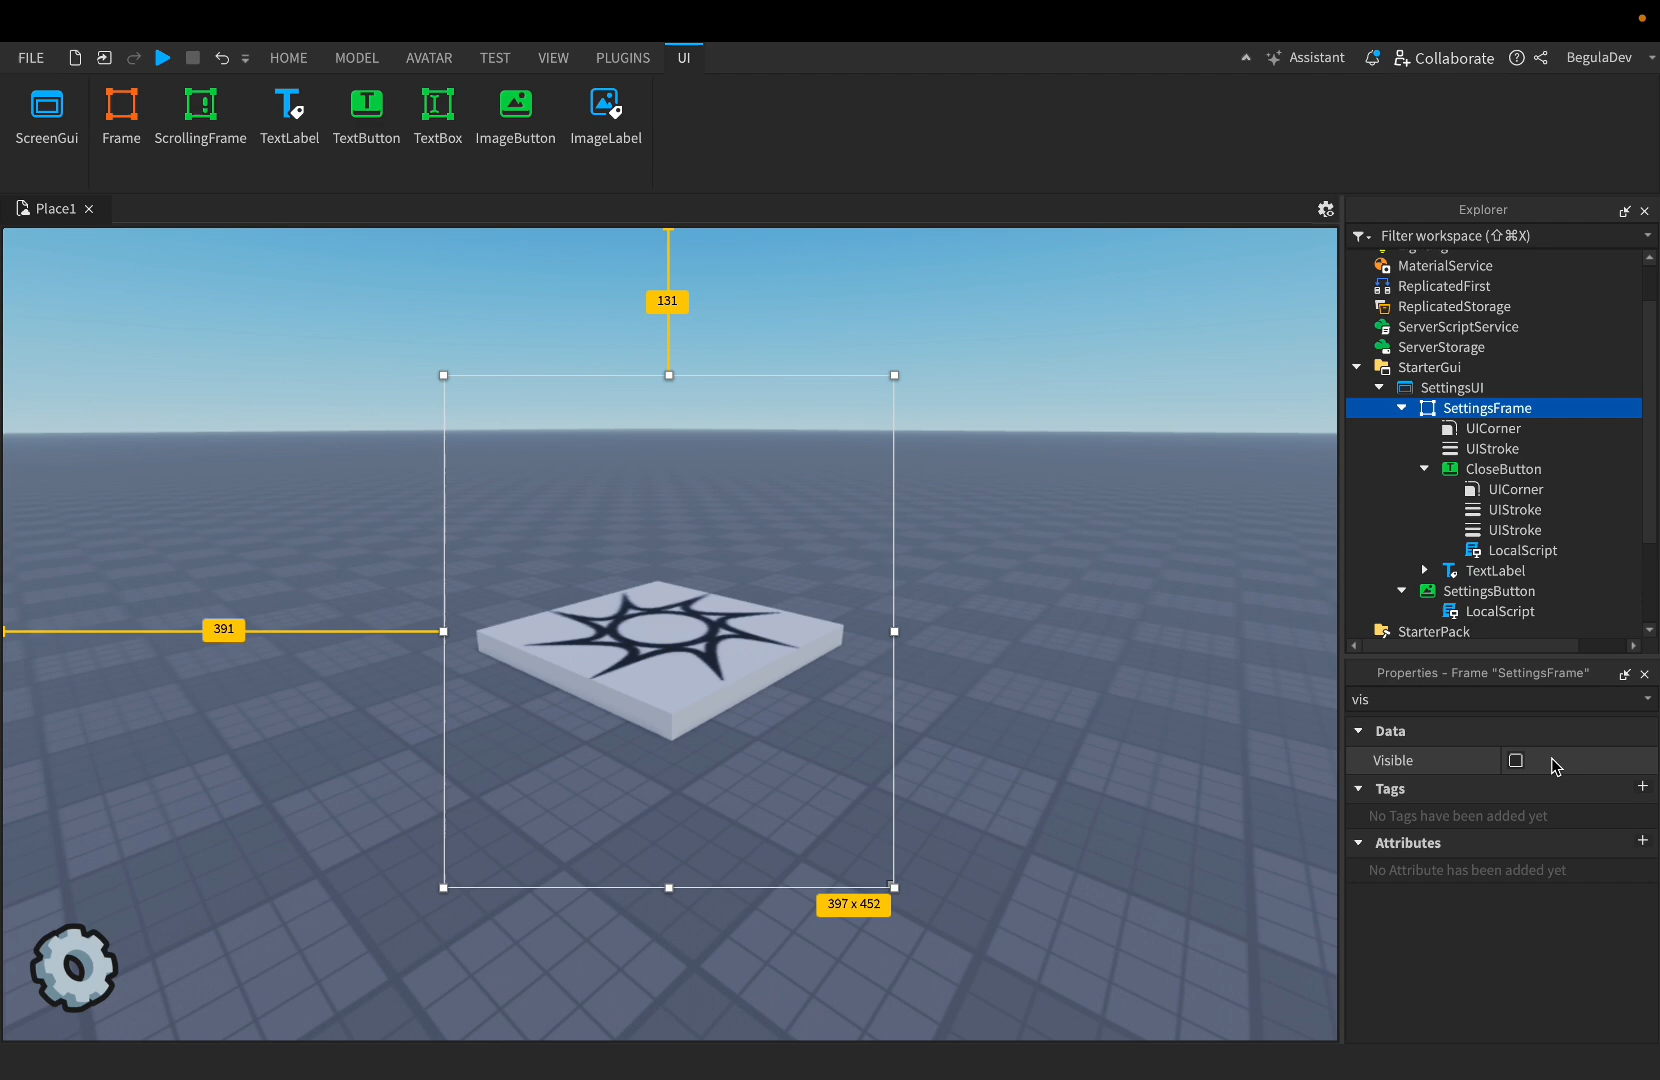 FILE HOME MODEL AVATAR TEST VIEW PLUGINS UI Assistant Collaborate BegulaDev
ScreenGui Frame ScrollingFrame TextLabel TextButton TextBox ImageButton ImageLabel
Place1
Explorer
Filter workspace (⇧⌘X)
MaterialService
ReplicatedFirst
ReplicatedStorage
ServerScriptService
ServerStorage
StarterGui
SettingsUI
SettingsFrame
UICorner
UIStroke
CloseButton
UICorner
UIStroke
UIStroke
LocalScript
TextLabel
SettingsButton
LocalScript
StarterPack
131
391
397 x 452
Properties - Frame "SettingsFrame"
vis
Data
Visible
Tags
No Tags have been added yet
Attributes
No Attribute has been added yet